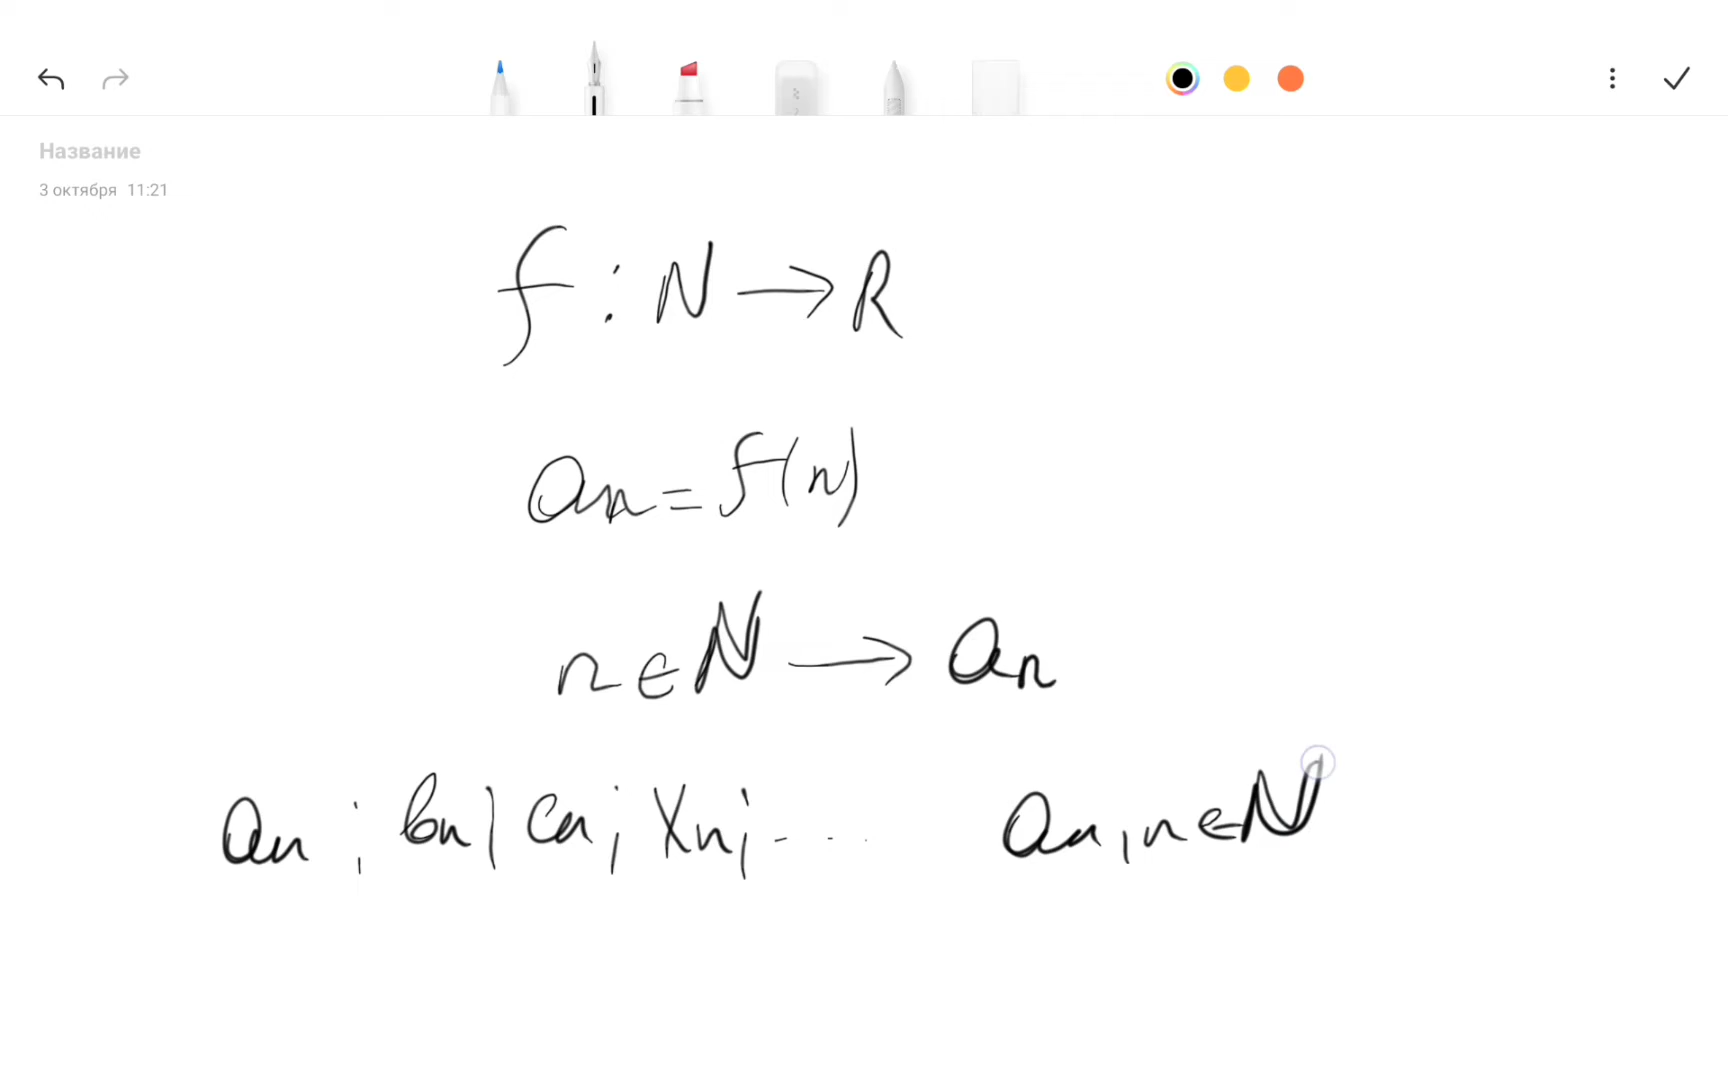 Название
3 октября 11:21
f : N → R
an = f(n)
n ∈ N → an
an ; bn | cn ; xn ; ... an , n ∈ N